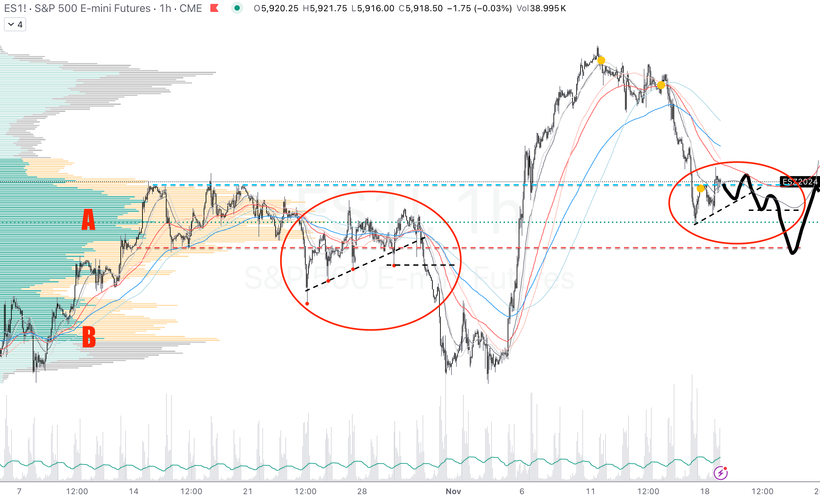 ES1! · S&P 500 E-mini Futures · 1h · CME O5,920.25 H5,921.75 L5,916.00 C5,918.50 −1.75 (−0.03%) Vol38.995K
4
ESZ2024
A
S&P 500 E-mini Futures
B
7 12:00 14 12:00 21 12:00 28 Nov 6 11 12:00 18 12:00